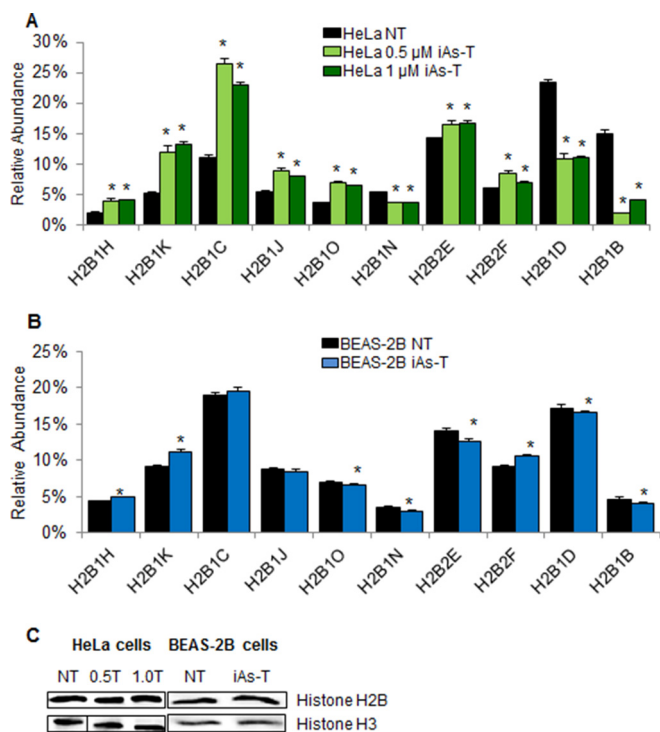 A
HeLa NT
HeLa 0.5 µM iAs-T
HeLa 1 µM iAs-T
Relative Abundance
30%
25%
20%
15%
10%
5%
0%
* * * * * * * * * * * * * * * * * * * *
H2B1H H2B1K H2B1C H2B1J H2B1O H2B1N H2B2E H2B2F H2B1D H2B1B
B
BEAS-2B NT
BEAS-2B iAs-T
Relative Abundance
25%
20%
15%
10%
5%
0%
* * * * * * * *
H2B1H H2B1K H2B1C H2B1J H2B1O H2B1N H2B2E H2B2F H2B1D H2B1B
C
HeLa cells BEAS-2B cells
NT 0.5T 1.0T NT iAs-T
Histone H2B
Histone H3